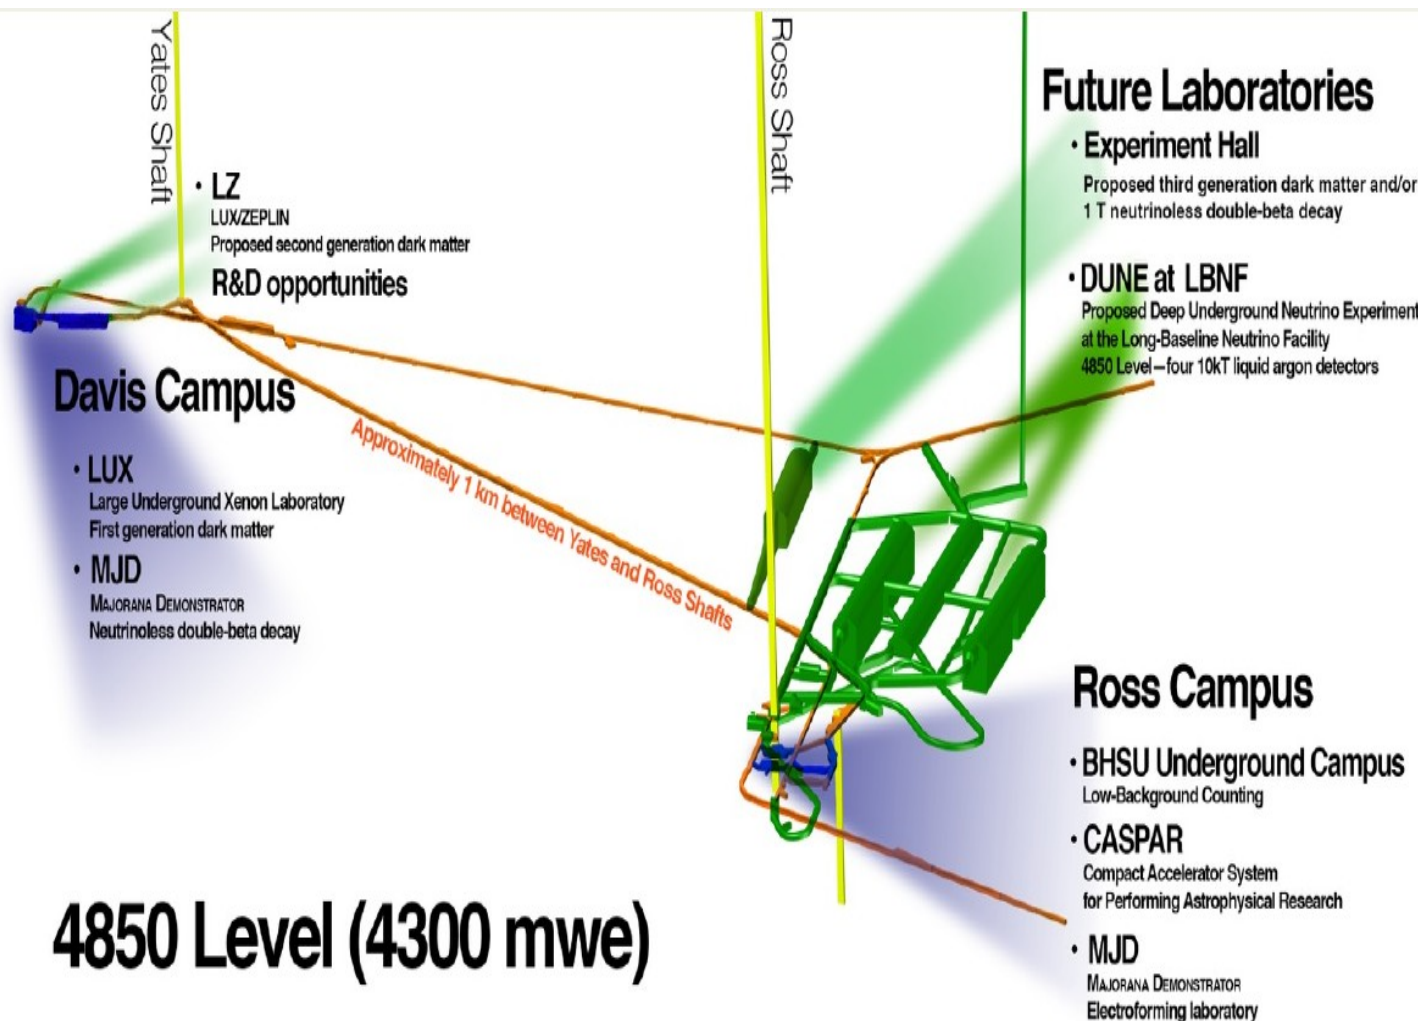 Yates Shaft
Ross Shaft
• LZ
LUX/ZEPLIN
Proposed second generation dark matter
R&D opportunities
Future Laboratories
• Experiment Hall
Proposed third generation dark matter and/or
1 T neutrinoless double-beta decay
• DUNE at LBNF
Proposed Deep Underground Neutrino Experiment
at the Long-Baseline Neutrino Facility
4850 Level—four 10kT liquid argon detectors
Davis Campus
• LUX
Large Underground Xenon Laboratory
First generation dark matter
• MJD
MAJORANA DEMONSTRATOR
Neutrinoless double-beta decay
Approximately 1 km between Yates and Ross Shafts
Ross Campus
• BHSU Underground Campus
Low-Background Counting
• CASPAR
Compact Accelerator System
for Performing Astrophysical Research
• MJD
MAJORANA DEMONSTRATOR
Electroforming laboratory
4850 Level (4300 mwe)